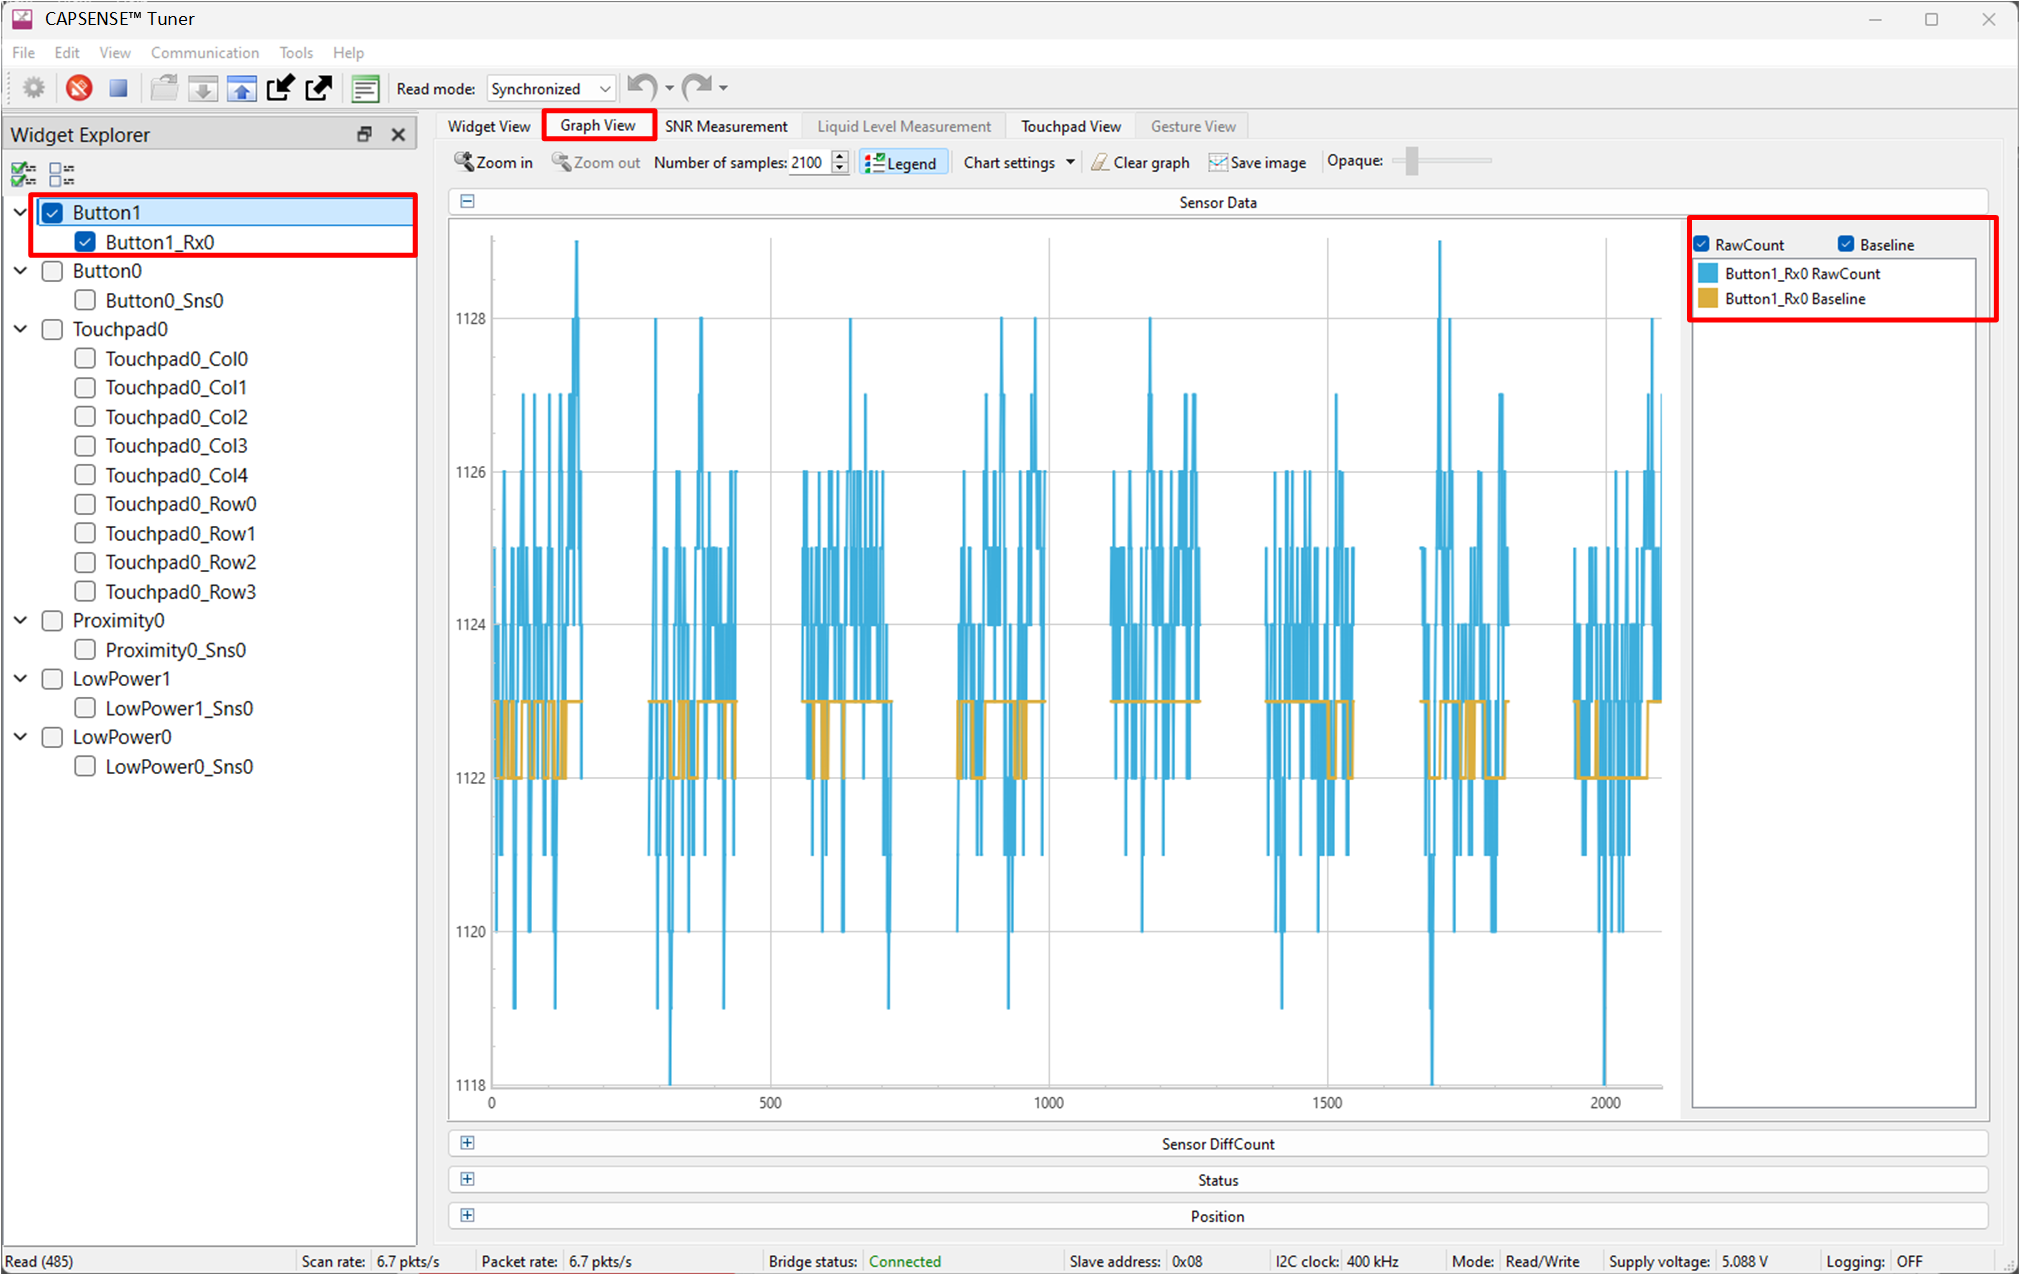 CAPSENSE™ Tuner
File Edit View Communication Tools Help
Read mode: Synchronized
Widget Explorer
Button1
Button1_Rx0
Button0
Button0_Sns0
Touchpad0
Touchpad0_Col0
Touchpad0_Col1
Touchpad0_Col2
Touchpad0_Col3
Touchpad0_Col4
Touchpad0_Row0
Touchpad0_Row1
Touchpad0_Row2
Touchpad0_Row3
Proximity0
Proximity0_Sns0
LowPower1
LowPower1_Sns0
LowPower0
LowPower0_Sns0
Widget View Graph View SNR Measurement Liquid Level Measurement Touchpad View Gesture View
Zoom in Zoom out Number of samples: 2100 Legend Chart settings Clear graph Save image Opaque:
Sensor Data
1128
1126
1124
1122
1120
1118
0 500 1000 1500 2000
RawCount Baseline
Button1_Rx0 RawCount
Button1_Rx0 Baseline
Sensor DiffCount
Status
Position
Read (485) Scan rate: 6.7 pkts/s Packet rate: 6.7 pkts/s Bridge status: Connected Slave address: 0x08 I2C clock: 400 kHz Mode: Read/Write Supply voltage: 5.088 V Logging: OFF